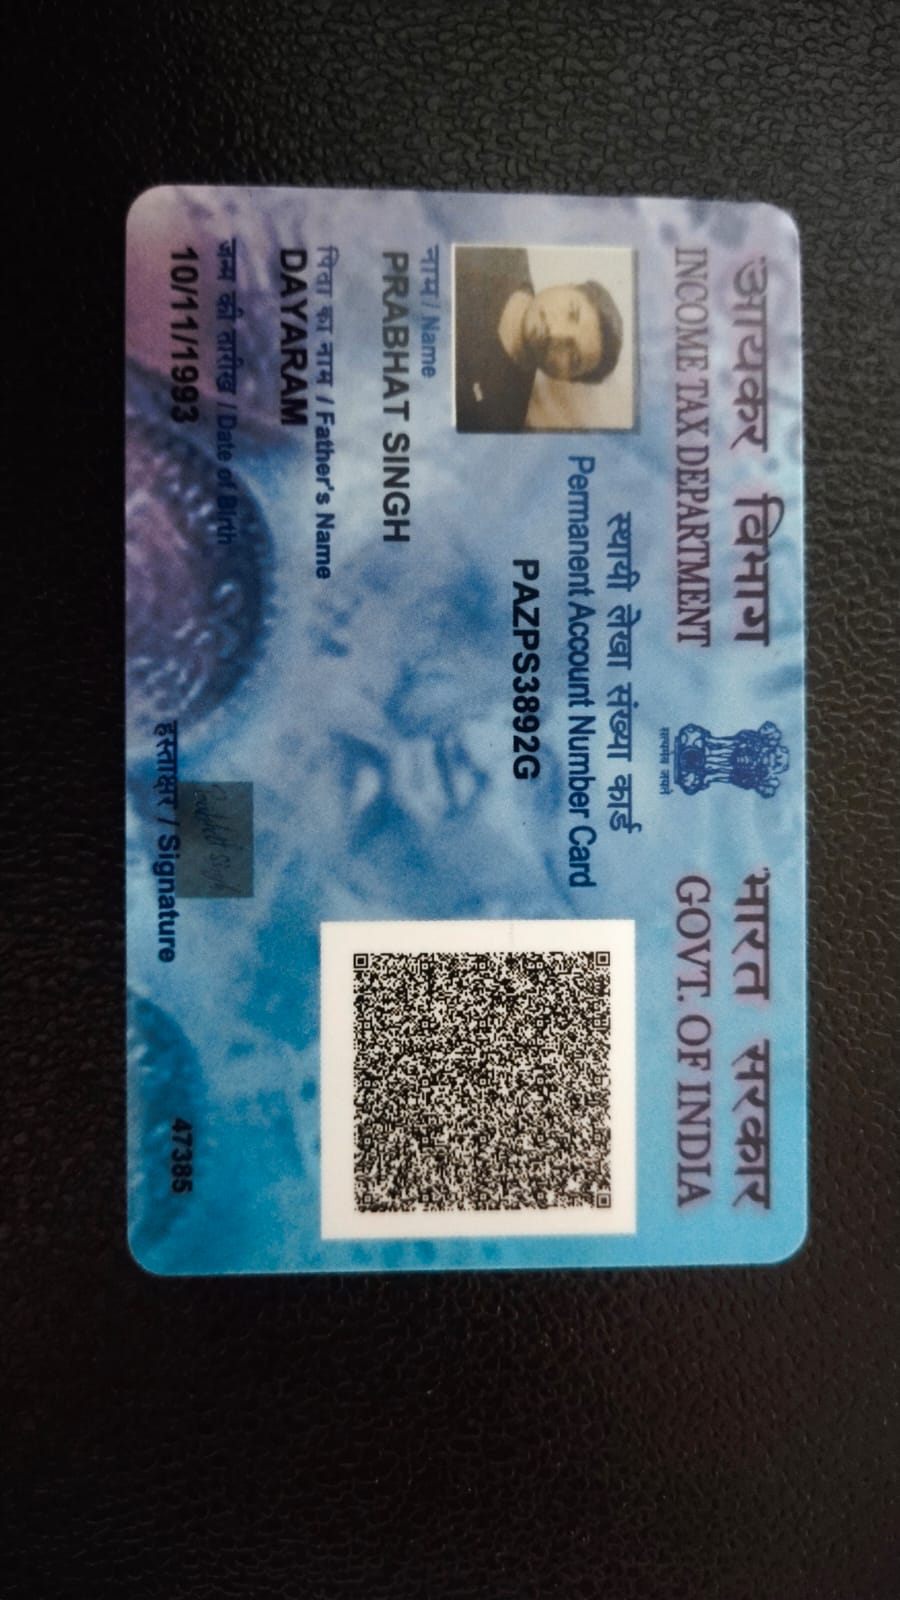 आयकर विभाग
INCOME TAX DEPARTMENT
सत्यमेव जयते
भारत सरकार
GOVT. OF INDIA
स्थायी लेखा संख्या कार्ड
Permanent Account Number Card
PAZPS3892G
नाम / Name
PRABHAT SINGH
पिता का नाम / Father's Name
DAYARAM
जन्म की तारीख / Date of Birth
10/11/1993
Singh
हस्ताक्षर / Signature
47385